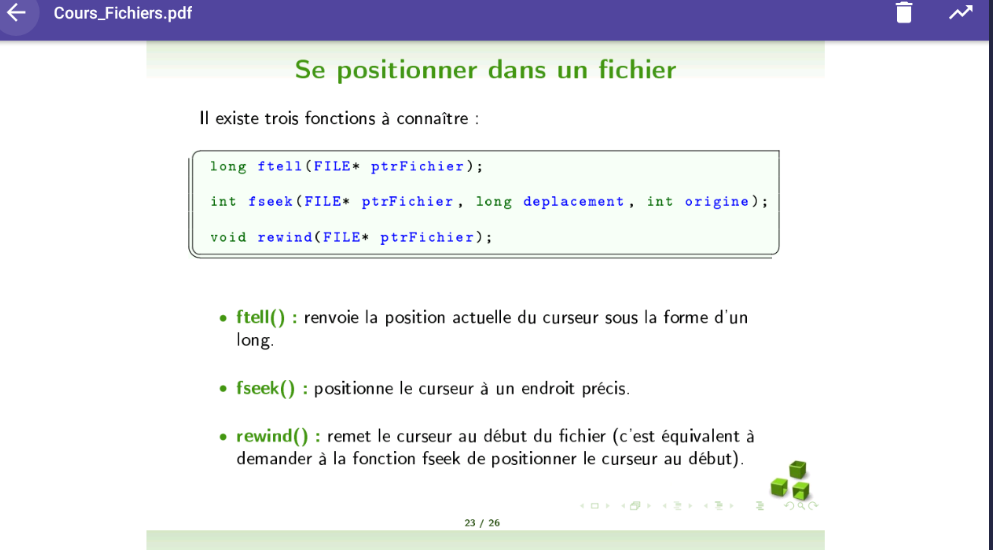 Cours_Fichiers.pdf
Se positionner dans un fichier
Il existe trois fonctions à connaître :
long ftell(FILE* ptrFichier);
int fseek(FILE* ptrFichier, long deplacement, int origine);
void rewind(FILE* ptrFichier);
• ftell() : renvoie la position actuelle du curseur sous la forme d'un
long.
• fseek() : positionne le curseur à un endroit précis.
• rewind() : remet le curseur au début du fichier (c'est équivalent à
demander à la fonction fseek de positionner le curseur au début).
23 / 26